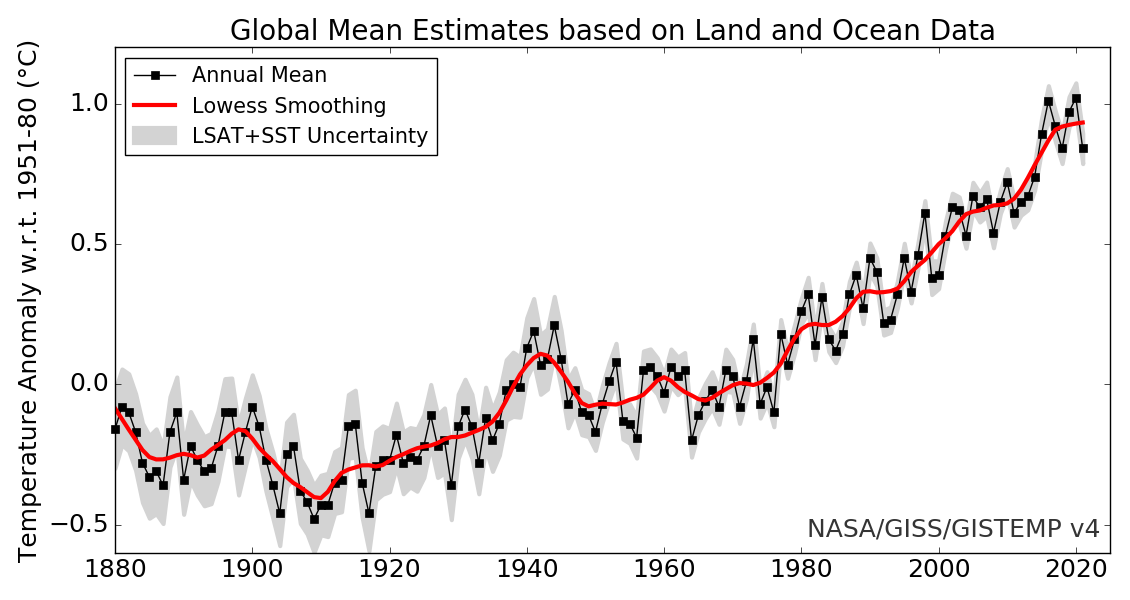 Global Mean Estimates based on Land and Ocean Data
Temperature Anomaly w.r.t. 1951-80 (°C)
Annual Mean
Lowess Smoothing
LSAT+SST Uncertainty
1.0
0.5
0.0
−0.5
NASA/GISS/GISTEMP v4
1880 1900 1920 1940 1960 1980 2000 2020